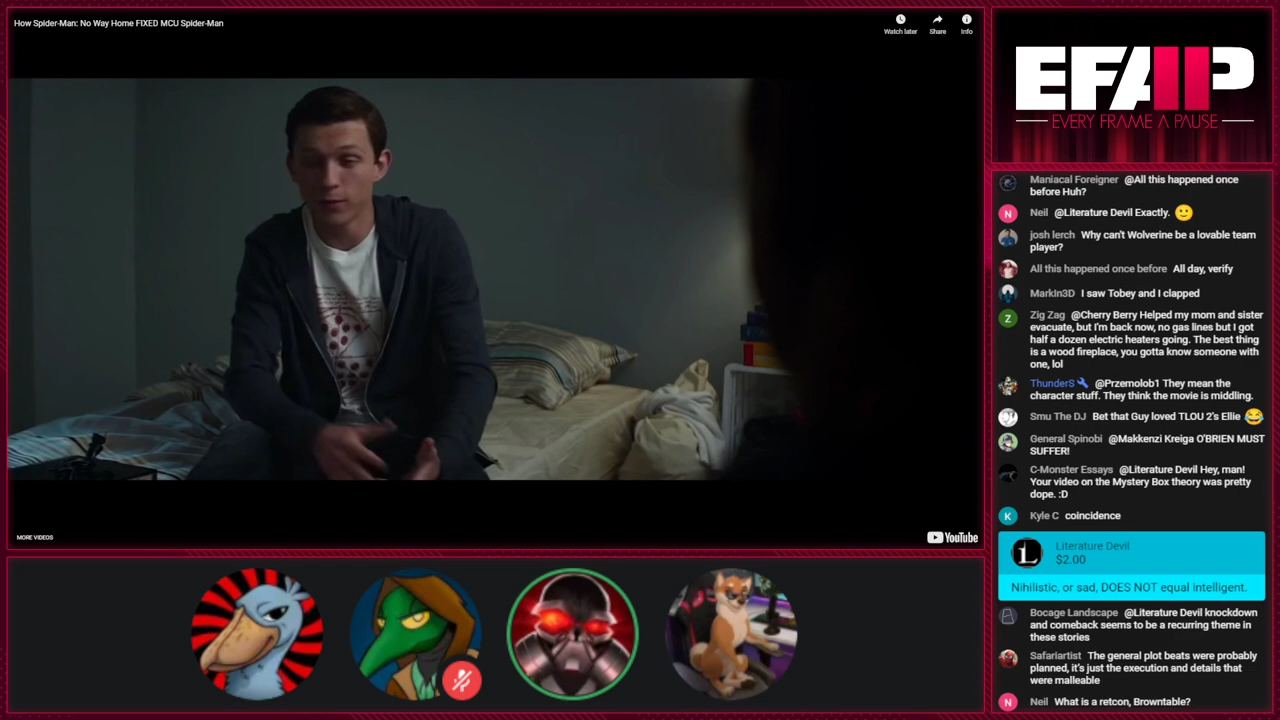 How Spider-Man: No Way Home FIXED MCU Spider-Man
Watch later
Share
Info
MORE VIDEOS
YouTube
EFAP
EVERY FRAME A PAUSE
Maniacal Foreigner @All this happened once
before Huh?
Neil @Literature Devil Exactly. 🙂
josh lerch Why can't Wolverine be a lovable team
player?
All this happened once before All day, verify
MarkIn3D I saw Tobey and I clapped
Z
Zig Zag @Cherry Berry Helped my mom and sister
evacuate, but I'm back now, no gas lines but I got
half a dozen electric heaters going. The best thing
is a wood fireplace, you gotta know someone with
one, lol
ThunderS @Przemolob1 They mean the
character stuff. They think the movie is middling.
Smu The DJ Bet that Guy loved TLOU 2's Ellie 😂
General Spinobi @Makkenzi Kreiga O'BRIEN MUST
SUFFER!
C-Monster Essays @Literature Devil Hey, man!
Your video on the Mystery Box theory was pretty
dope. :D
K
Kyle C coincidence
L
Literature Devil
$2.00
Nihilistic, or sad, DOES NOT equal intelligent.
Bocage Landscape @Literature Devil knockdown
and comeback seems to be a recurring theme in
these stories
Safariartist The general plot beats were probably
planned, it's just the execution and details that
were malleable
N
Neil What is a retcon, Browntable?